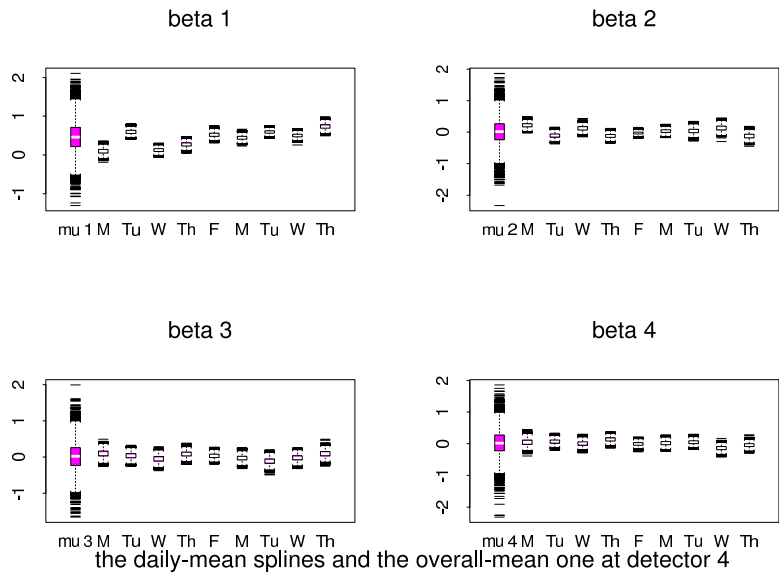 beta 1
2
1
0
-1
mu 1 M Tu W Th F M Tu W Th
beta 2
2
1
0
-1
-2
mu 2 M Tu W Th F M Tu W Th
beta 3
2
1
0
-1
mu 3 M Tu W Th F M Tu W Th
beta 4
2
1
0
-1
-2
mu 4 M Tu W Th F M Tu W Th
the daily-mean splines and the overall-mean one at detector 4